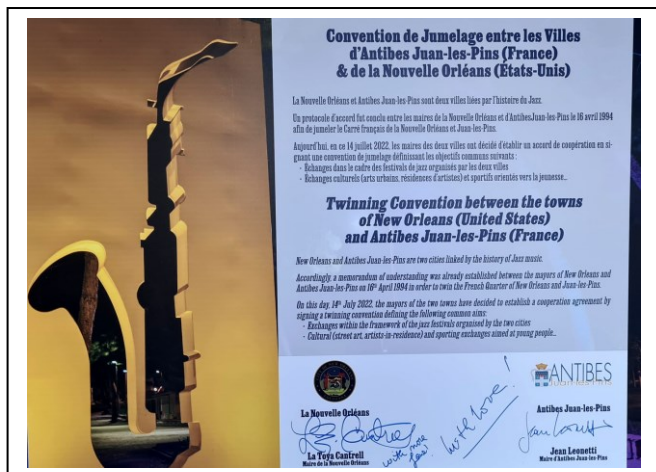 Convention de Jumelage entre les Villes
d'Antibes Juan-les-Pins (France)
& de la Nouvelle Orléans (États-Unis)
La Nouvelle Orléans et Antibes Juan-les-Pins sont deux villes liées par l'histoire du Jazz.
Un protocole d'accord fut conclu entre les maires de la Nouvelle Orléans et d'AntibesJuan-les-Pins le 16 avril 1994
afin de jumeler le Carré français de la Nouvelle Orléans et Juan-les-Pins.
Aujourd'hui, en ce 14 juillet 2022, les maires des deux villes ont décidé d'établir un accord de coopération en si-
gnant une convention de jumelage définissant les objectifs communs suivants :
- Échanges dans le cadre des festivals de jazz organisés par les deux villes
- Échanges culturels (arts urbains, résidences d'artistes) et sportifs orientés vers la jeunesse...
Twinning Convention between the towns
of New Orleans (United States)
and Antibes Juan-les-Pins (France)
New Orleans and Antibes Juan-les-Pins are two cities linked by the history of Jazz music.
Accordingly, a memorandum of understanding was already established between the mayors of New Orleans and
Antibes Juan-les-Pins on 16th April 1994 in order to twin the French Quarter of New Orleans and Juan-les-Pins.
On this day, 14th July 2022, the mayors of the two towns have decided to establish a cooperation agreement by
signing a twinning convention defining the following common aims:
- Exchanges within the framework of the jazz festivals organised by the two cities
- Cultural (street art, artists-in-residence) and sporting exchanges aimed at young people...
ANTIBES
Juan-les-Pins
La Nouvelle Orléans
Antibes Juan-les-Pins
with love!
with more
La Toya Cantrell
Maire de la Nouvelle Orléans
Jean Leonetti
Maire d'Antibes Juan-les-Pins